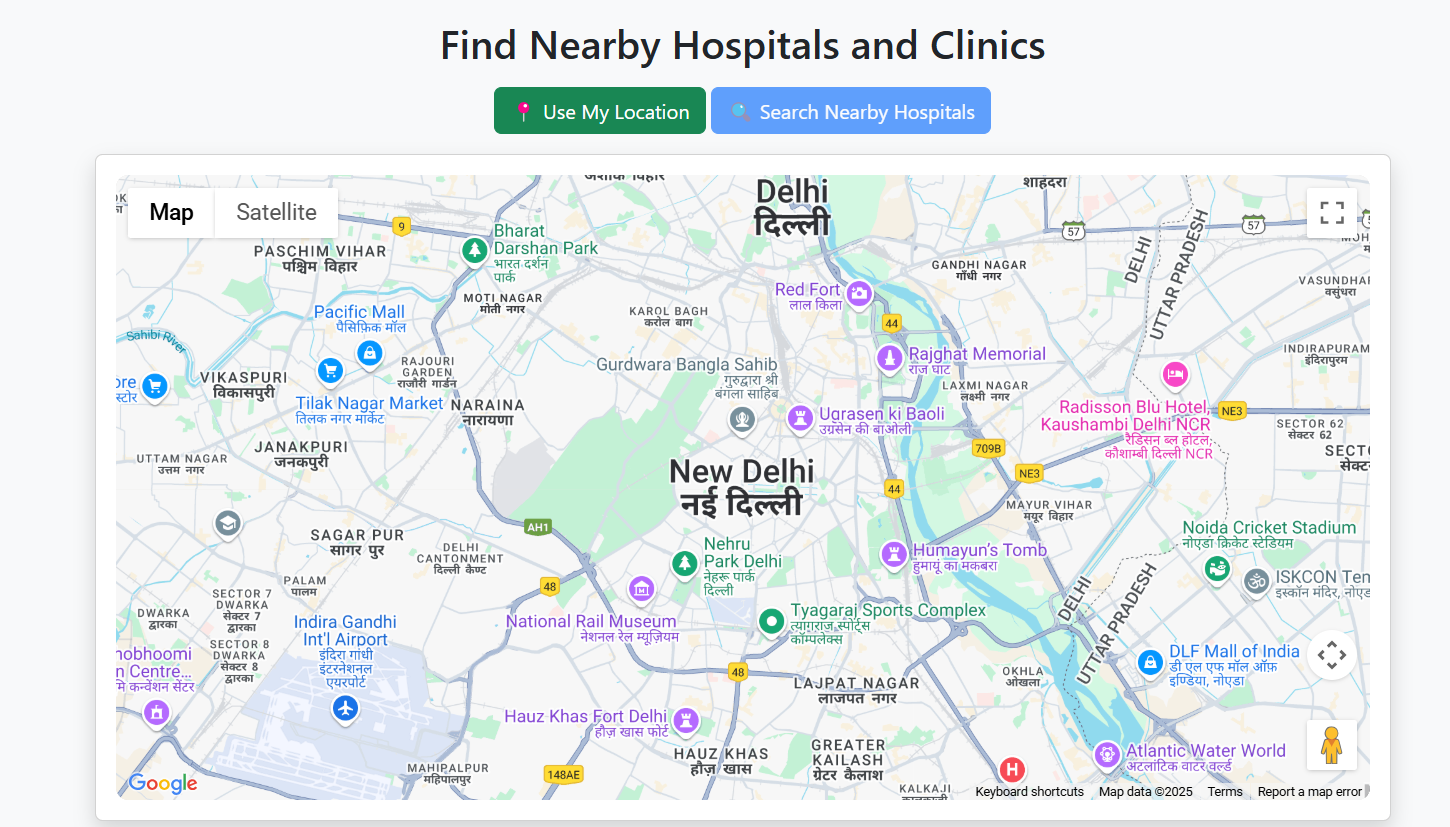 Find Nearby Hospitals and Clinics
Use My Location
Search Nearby Hospitals
Map
Satellite
अशोक विहार
Delhi
दिल्ली
शाहदरा
9
Bharat
Darshan Park
भारत दर्शन
पार्क
57
57
PASCHIM VIHAR
पश्चिम विहार
GANDHI NAGAR
गाँधी नगर
DELHI
UTTAR PRADESH
VASUNDHAR
वसुंधरा
Red Fort
लाल किला
MOTI NAGAR
मोती नगर
Pacific Mall
पैसिफ़िक मॉल
KAROL BAGH
करोल बाग
44
Sahibi River
Rajghat Memorial
राज घाट
INDIRAPURAM
इंदिरापुरम
RAJOURI
GARDEN
राजौरी गार्डन
Gurdwara Bangla Sahib
गुरुद्वारा श्री
बंगला साहिब
VIKASPURI
विकासपुरी
ore
स्टोर
LAXMI NAGAR
लक्ष्मी नगर
Tilak Nagar Market
तिलक नगर मार्केट
NARAINA
नारायणा
Ugrasen ki Baoli
उग्रसेन की बाओली
Radisson Blu Hotel,
Kaushambi Delhi NCR
रैडिसन ब्लू होटल,
कौशाम्बी दिल्ली NCR
NE3
SECTOR 62
सेक्टर 62
JANAKPURI
जनकपुरी
709B
UTTAM NAGAR
उत्तम नगर
SECTO
सेक्ट
New Delhi
नई दिल्ली
NE3
44
MAYUR VIHAR
मयूर विहार
AH1
Noida Cricket Stadium
नोएडा क्रिकेट स्टेडियम
SAGAR PUR
सागर पुर
DELHI
CANTONMENT
दिल्ली कैण्ट
Nehru
Park Delhi
नेहरू पार्क
दिल्ली
Humayun's Tomb
हुमायूं का मकबरा
ISKCON Tem
इस्कॉन मंदिर, नोएड
PALAM
पालम
48
SECTOR 7
DWARKA
सेक्टर 7
द्वारका
DWARKA
द्वारका
DELHI
UTTAR PRADESH
Tyagaraj Sports Complex
त्यागराज स्पोर्ट्स
कॉम्पलेक्स
National Rail Museum
नेशनल रेल म्यूज़ियम
Indira Gandhi
Int'l Airport
इंदिरा गांधी
इंटरनेशनल
एयरपोर्ट
SECTOR 8
DWARKA
सेक्टर 8
द्वारका
hobhoomi
n Centre...
मि कन्वेंशन सेंटर
DLF Mall of India
डी एल एफ मॉल ऑफ़
इण्डिया, नोएडा
48
OKHLA
ओखला
LAJPAT NAGAR
लाजपत नगर
Hauz Khas Fort Delhi
हौज़ खास फोर्ट
HAUZ KHAS
हौज़ खास
GREATER
KAILASH
ग्रेटर कैलाश
Atlantic Water World
अटलांटिक वाटर वर्ल्ड
MAHIPALPUR
महिपालपुर
148AE
H
KALKAJI
कालकाजी
Google
Keyboard shortcuts
Map data ©2025
Terms
Report a map error